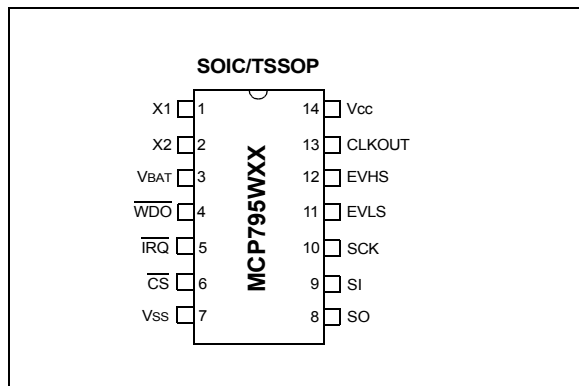 SOIC/TSSOP
X1 1 14 Vcc
X2 2 13 CLKOUT
VBAT 3 12 EVHS
WDO 4 11 EVLS
IRQ 5 10 SCK
CS 6 9 SI
Vss 7 8 SO
MCP795WXX